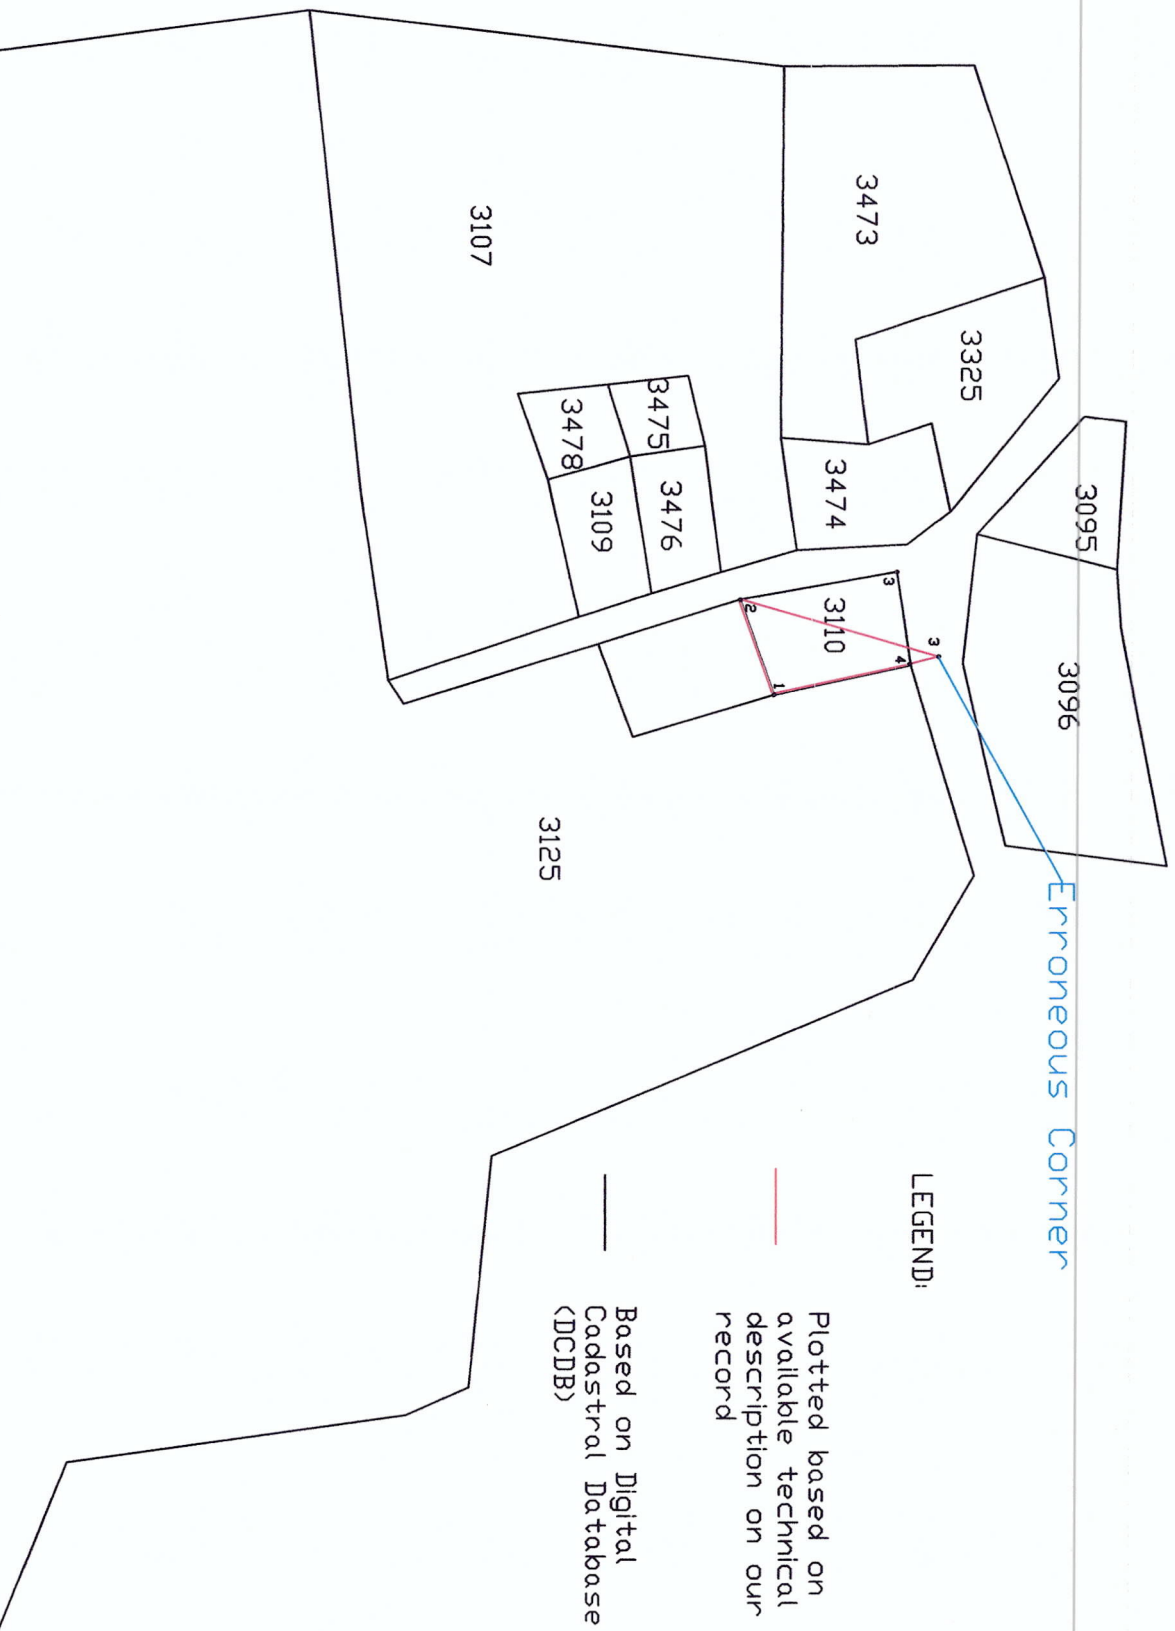 3095
3096
Erroneous Corner
3325
3473
3474
3
3
4
3110
2
1
3475
3476
3107
3478
3109
3125
LEGEND:
Plotted based on
available technical
description on our
record
Based on Digital
Cadastral Database
(DCDB)